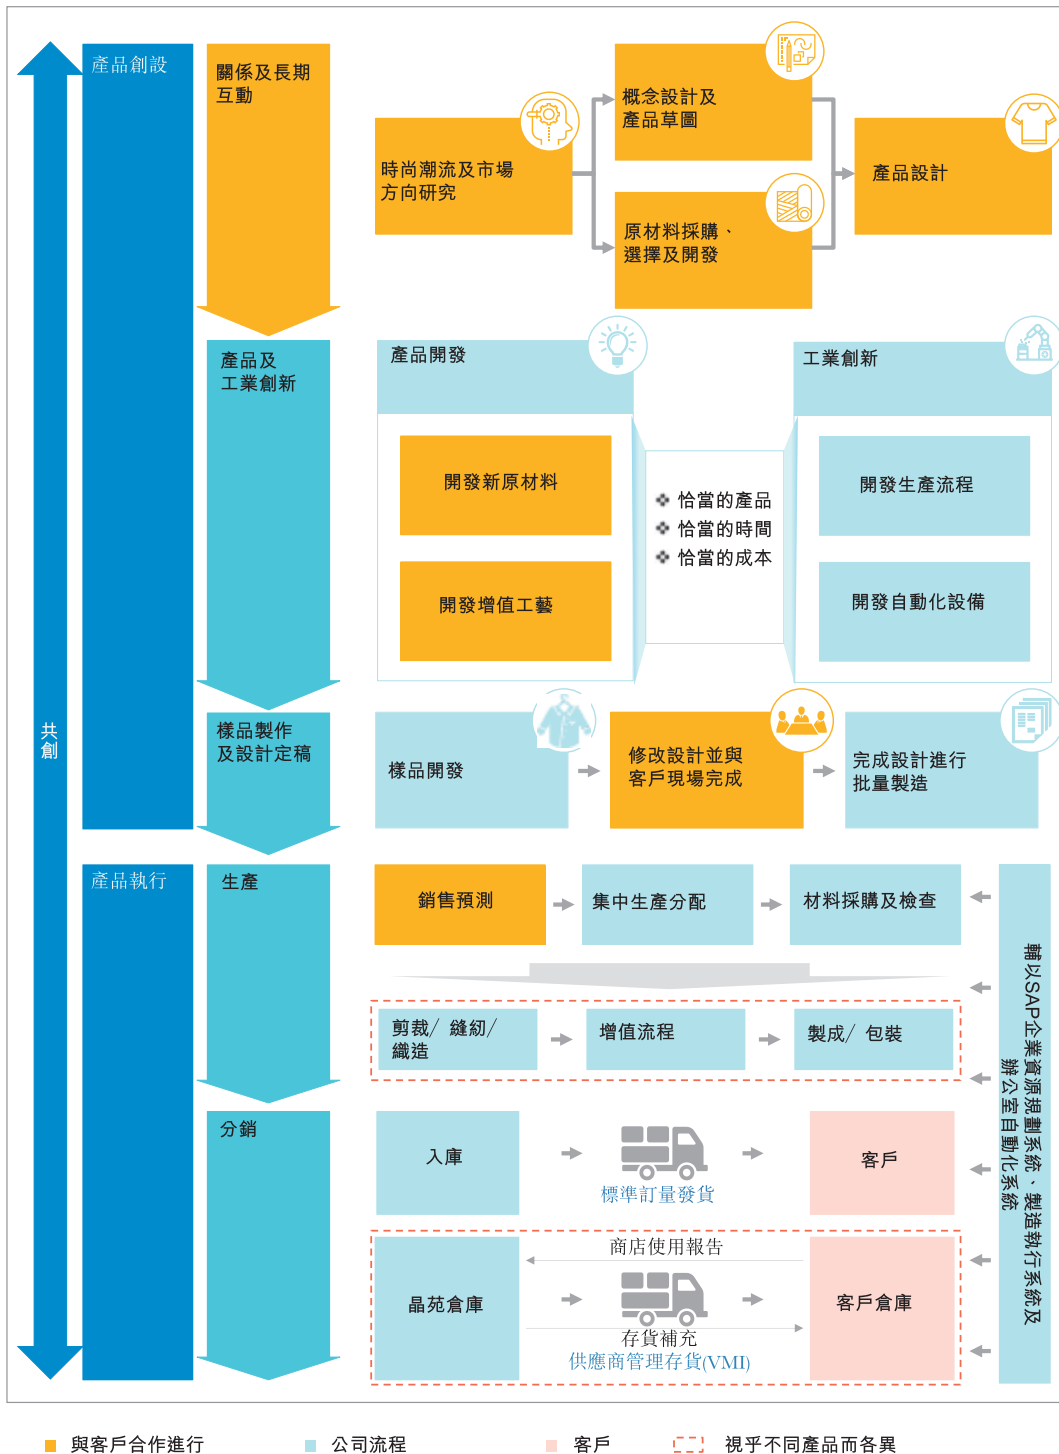 共創
產品創設
關係及長期
互動
時尚潮流及市場
方向研究
概念設計及
產品草圖
原材料採購、
選擇及開發
產品設計
產品及
工業創新
產品開發
開發新原材料
開發增值工藝
恰當的產品
恰當的時間
恰當的成本
工業創新
開發生產流程
開發自動化設備
樣品製作
及設計定稿
樣品開發
修改設計並與
客戶現場完成
完成設計進行
批量製造
產品執行
生產
銷售預測
集中生產分配
材料採購及檢查
剪裁/ 縫紉/
織造
增值流程
製成/ 包裝
分銷
入庫
標準訂量發貨
客戶
商店使用報告
晶苑倉庫
存貨補充
供應商管理存貨(VMI)
客戶倉庫
輔以SAP企業資源規劃系統、製造執行系統及
辦公室自動化系統
與客戶合作進行
公司流程
客戶
視乎不同產品而各異